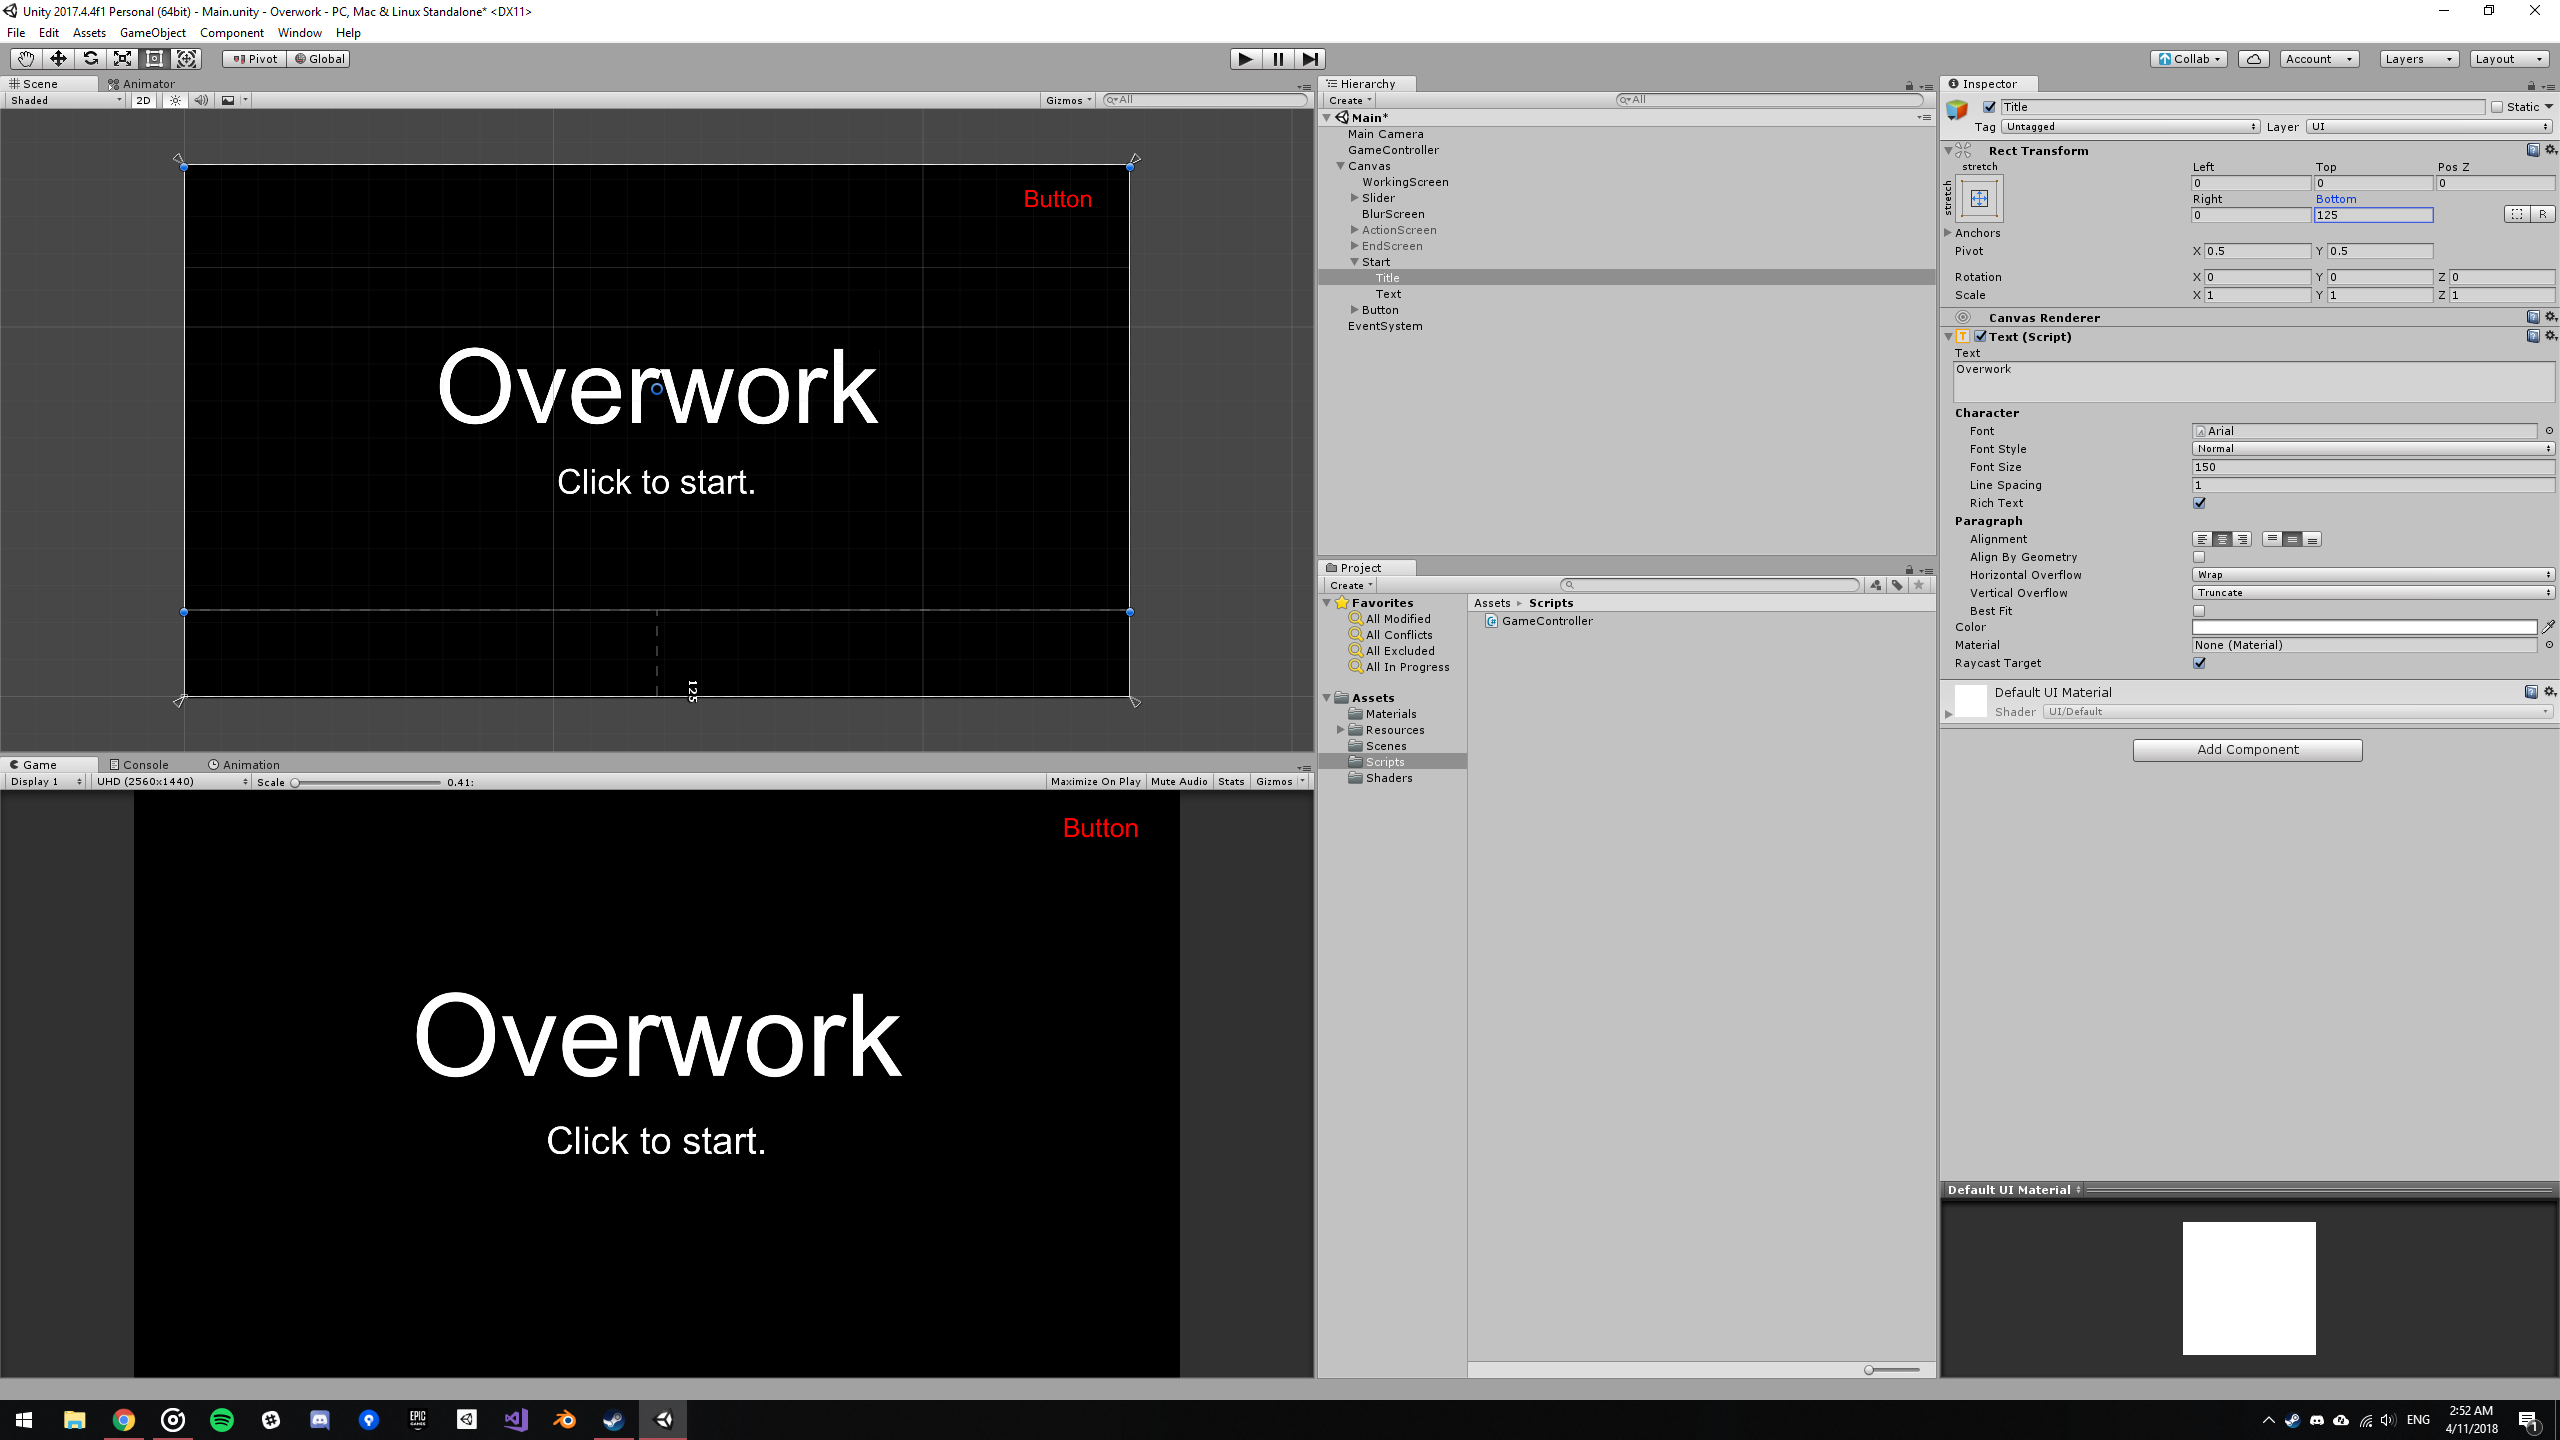 Unity 2017.4.4f1 Personal (64bit) - Main.unity - Overwork - PC, Mac & Linux Standalone* <DX11>
File Edit Assets GameObject Component Window Help
Pivot Global
Collab Account Layers Layout
Scene Animator
Shaded 2D Gizmos All
Button
Overwork
Click to start.
125
Game Console Animation
Display 1 UHD (2560x1440) Scale 0.41: Maximize On Play Mute Audio Stats Gizmos
Button
Overwork
Click to start.
Hierarchy
Create All
Main*
Main Camera
GameController
Canvas
WorkingScreen
Slider
BlurScreen
ActionScreen
EndScreen
Start
Title
Text
Button
EventSystem
Project
Create
Favorites
All Modified
All Conflicts
All Excluded
All In Progress
Assets
Materials
Resources
Scenes
Scripts
Shaders
Assets Scripts
GameController
Inspector
Title Static
Tag Untagged Layer UI
Rect Transform
stretch
stretch
Left Top Pos Z
0 0 0
Right Bottom
0 125 R
Anchors
Pivot X 0.5 Y 0.5
Rotation X 0 Y 0 Z 0
Scale X 1 Y 1 Z 1
Canvas Renderer
Text (Script)
Text
Overwork
Character
Font Arial
Font Style Normal
Font Size 150
Line Spacing 1
Rich Text
Paragraph
Alignment
Align By Geometry
Horizontal Overflow Wrap
Vertical Overflow Truncate
Best Fit
Color
Material None (Material)
Raycast Target
Default UI Material
Shader UI/Default
Add Component
Default UI Material
EPIC GAMES
ENG
2:52 AM
4/11/2018
1